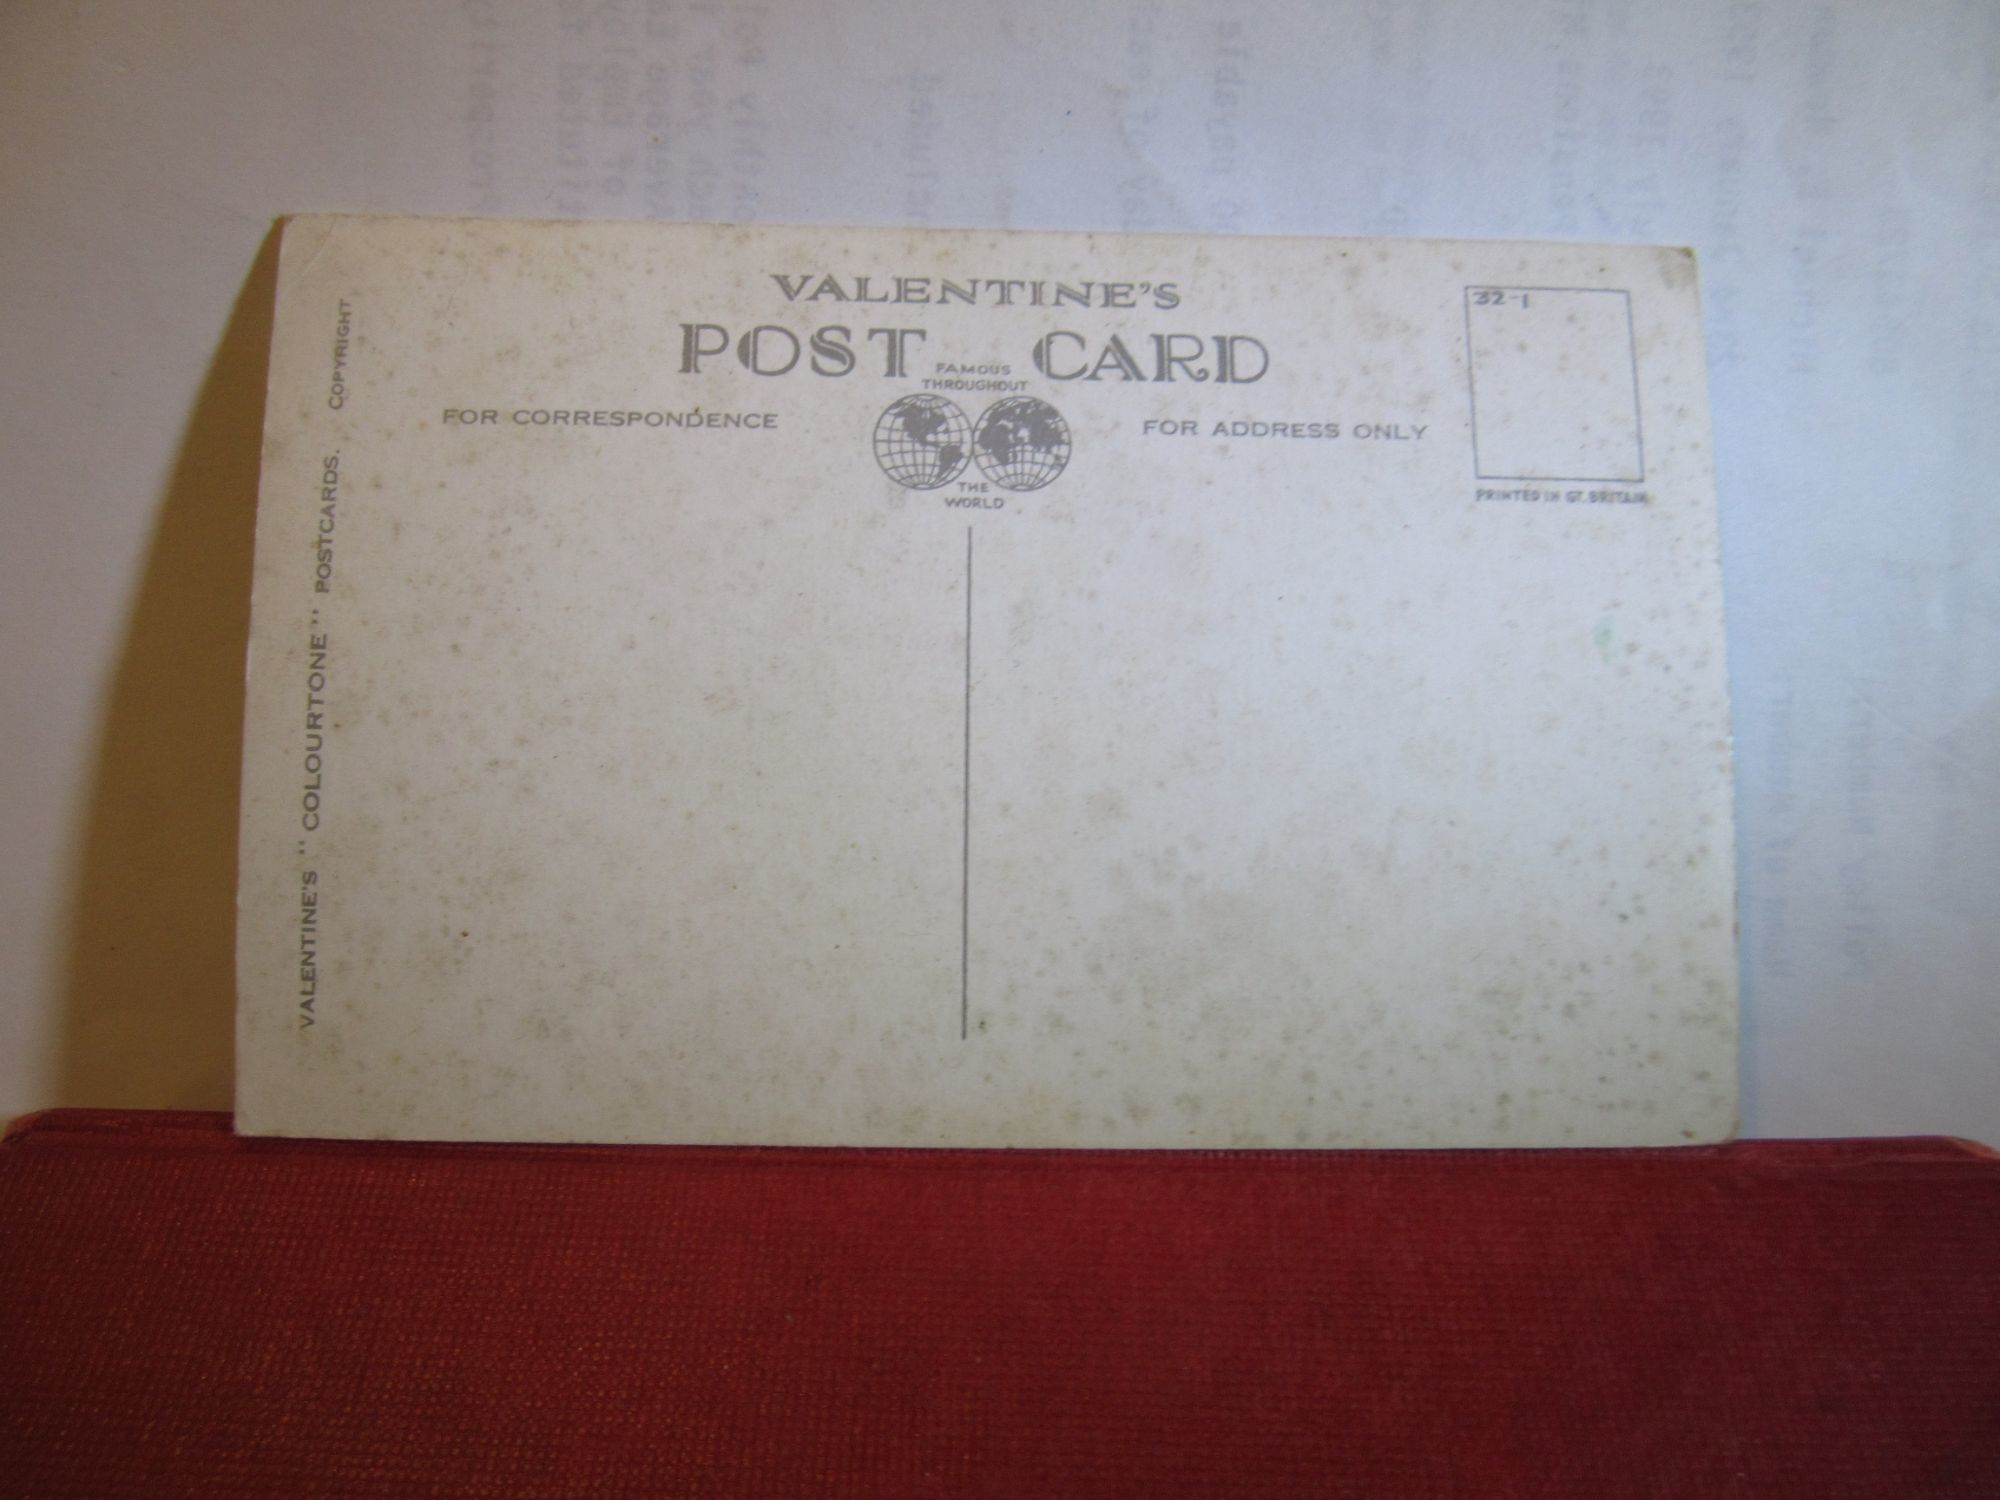 VALENTINE'S
POST CARD
FAMOUS
THROUGHOUT
THE
WORLD
FOR CORRESPONDENCE
FOR ADDRESS ONLY
32-1
PRINTED IN GT. BRITAIN
VALENTINE'S "COLOURTONE" POSTCARDS. COPYRIGHT